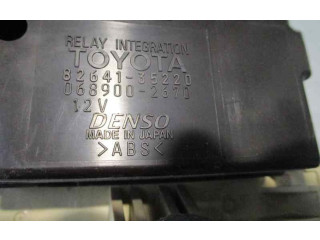 RELAY INTEGRATION
TOYOTA
82641-35220
068900-2370
12V
DENSO
MADE IN JAPAN
>ABS<